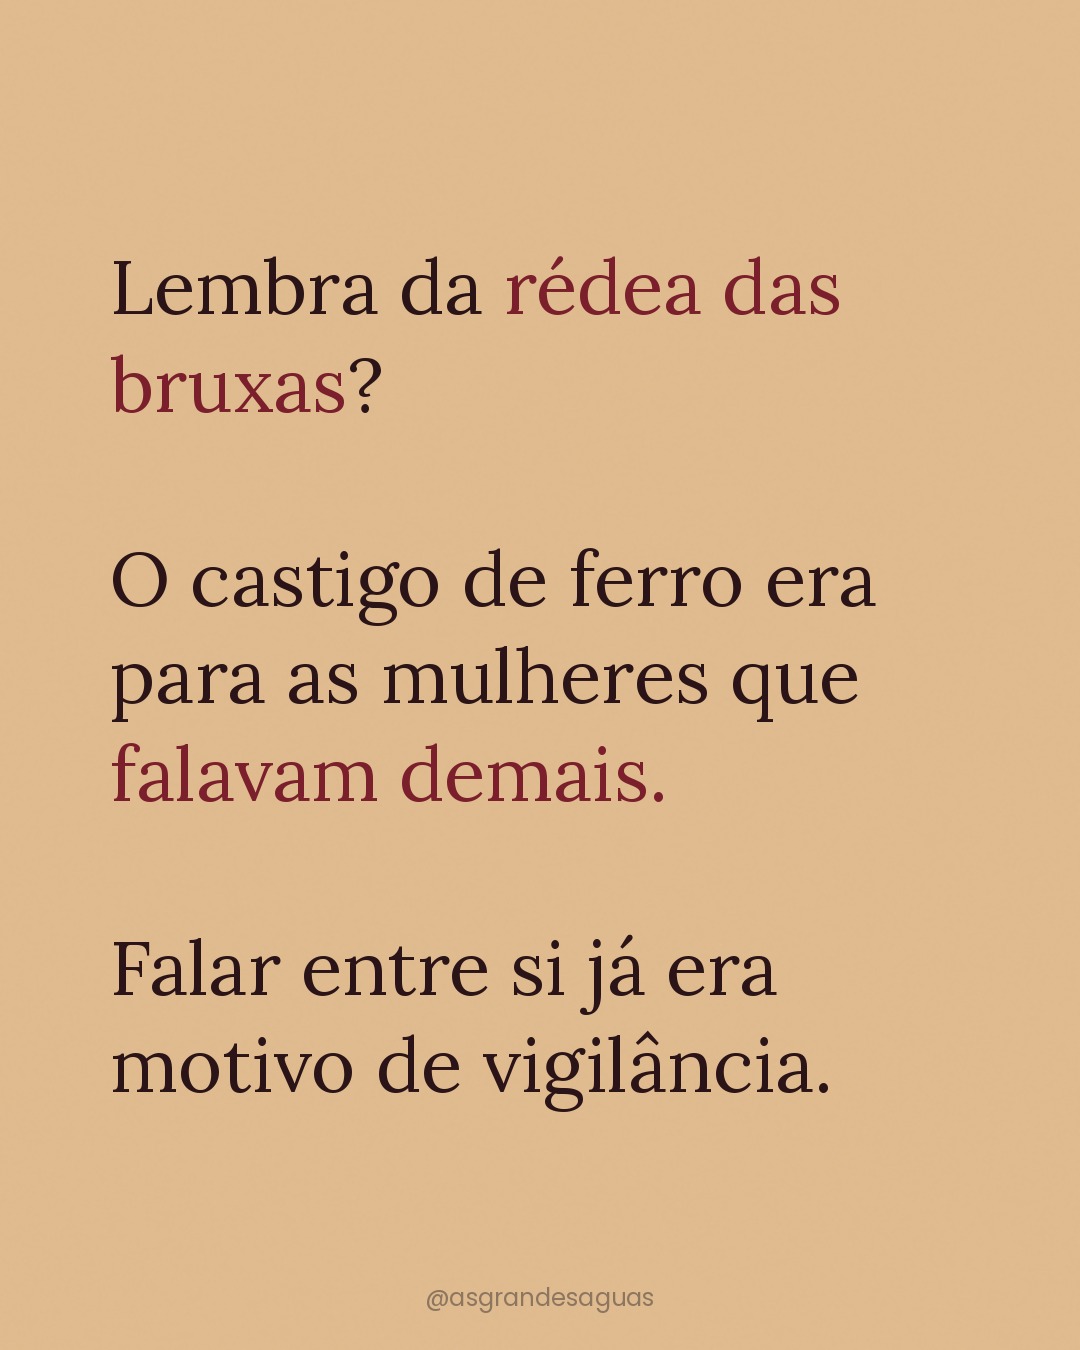 Lembra da rédea das
bruxas?
O castigo de ferro era
para as mulheres que
falavam demais.
Falar entre si já era
motivo de vigilância.
@asgrandesaguas